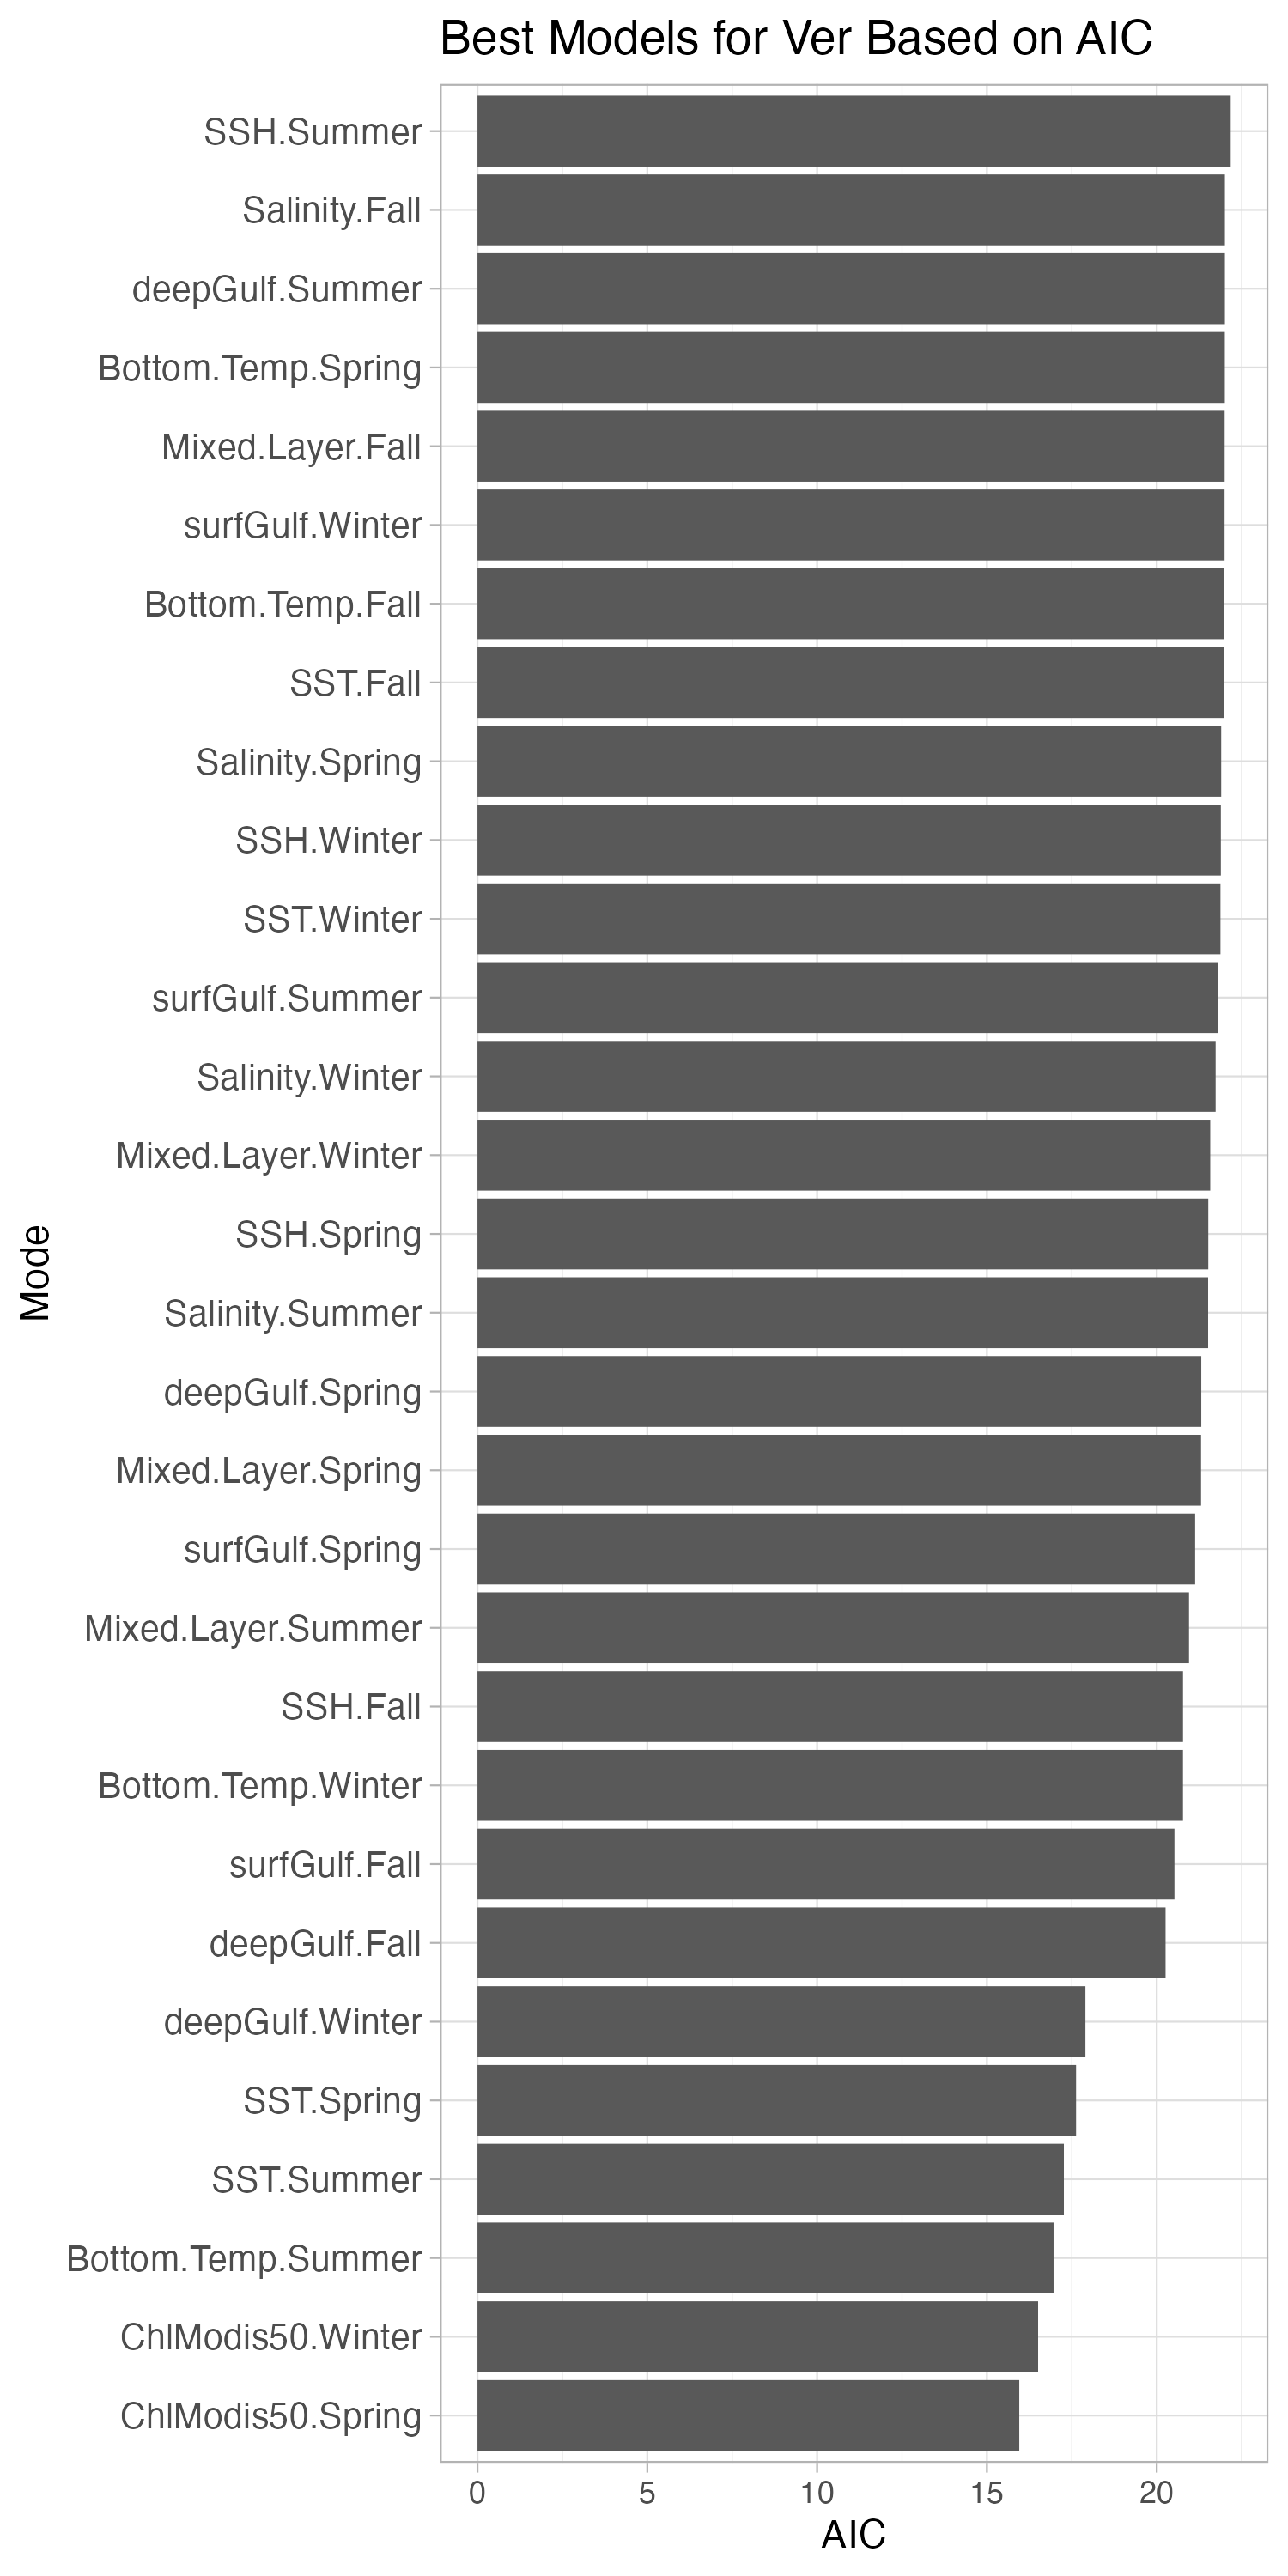 Best Models for Ver Based on AIC
SSH.Summer
Salinity.Fall
deepGulf.Summer
Bottom.Temp.Spring
Mixed.Layer.Fall
surfGulf.Winter
Bottom.Temp.Fall
SST.Fall
Salinity.Spring
SSH.Winter
SST.Winter
surfGulf.Summer
Salinity.Winter
Mixed.Layer.Winter
SSH.Spring
Salinity.Summer
deepGulf.Spring
Mixed.Layer.Spring
surfGulf.Spring
Mixed.Layer.Summer
SSH.Fall
Bottom.Temp.Winter
surfGulf.Fall
deepGulf.Fall
deepGulf.Winter
SST.Spring
SST.Summer
Bottom.Temp.Summer
ChlModis50.Winter
ChlModis50.Spring
Mode
0 5 10 15 20
AIC